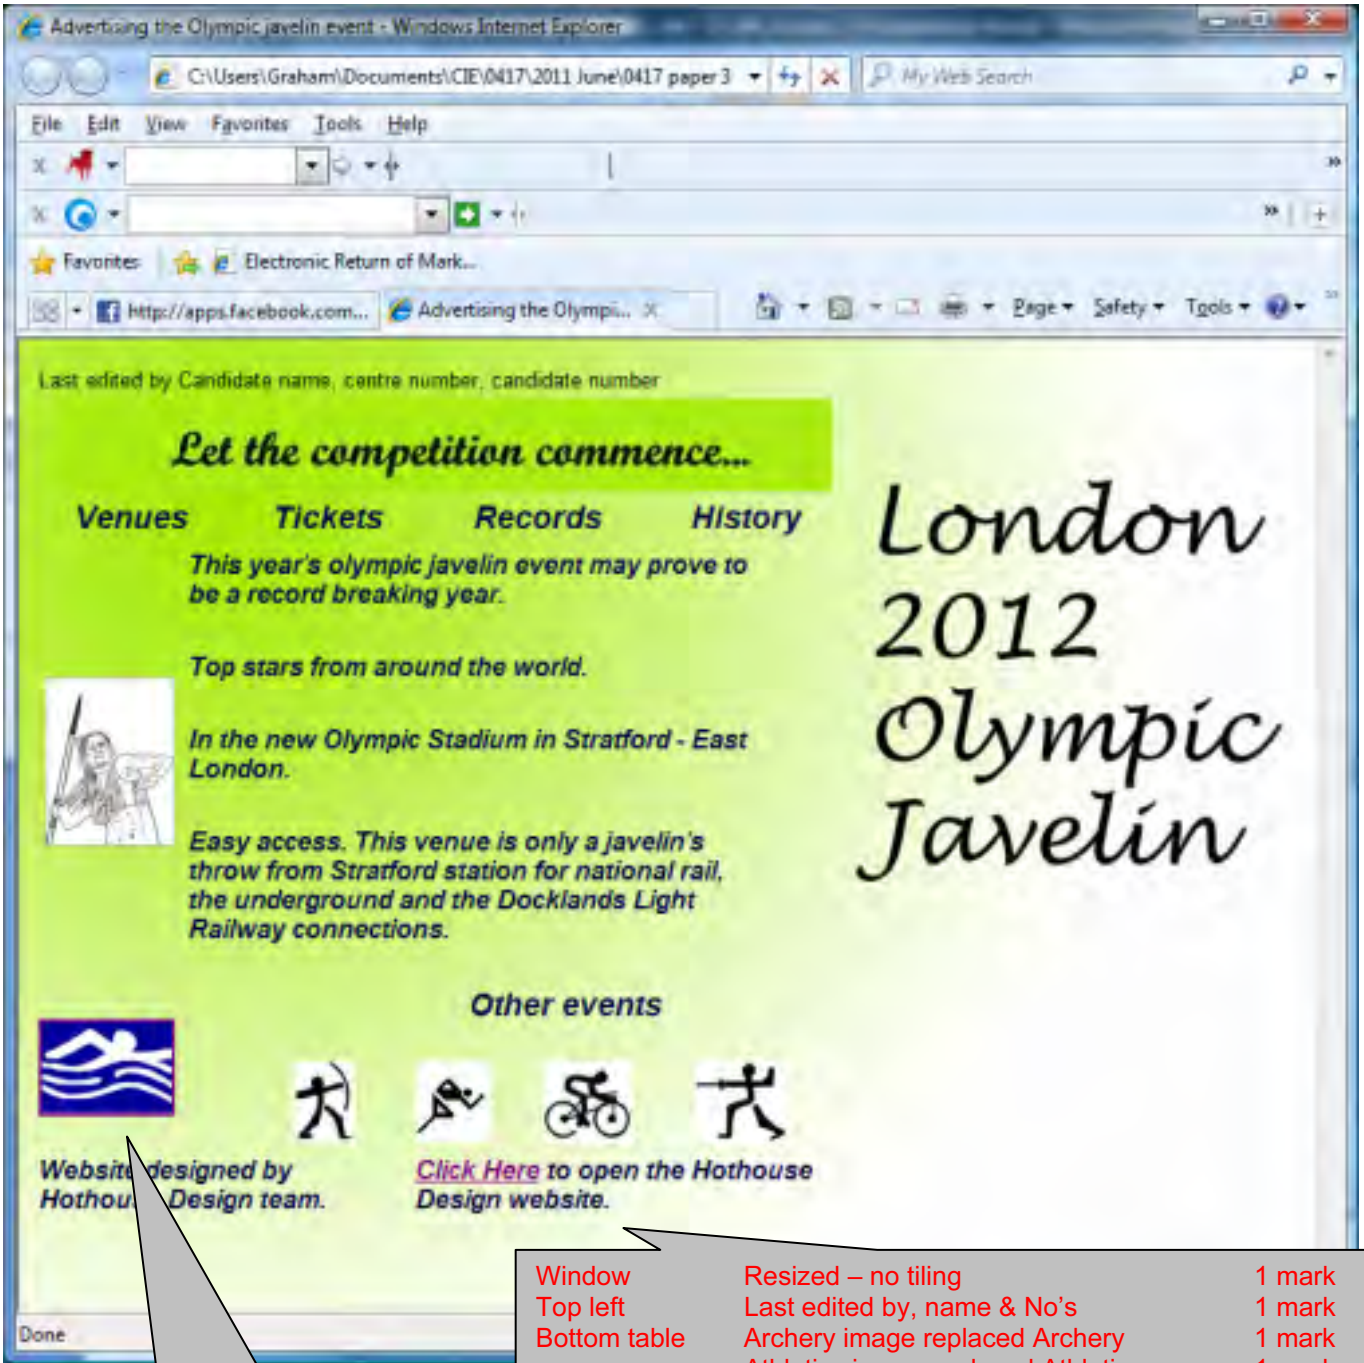 Advertising the Olympic javelin event - Windows Internet Explorer
C:\Users\Graham\Documents\CIE\0417\2011 June\0417 paper 3
My Web Search
File Edit View Favorites Tools Help
Favorites Electronic Return of Mark...
http://apps.facebook.com... Advertising the Olympi... Page Safety Tools
Last edited by Candidate name, centre number, candidate number
Let the competition commence...
Venues Tickets Records History
This year's olympic javelin event may prove to
be a record breaking year.
Top stars from around the world.
In the new Olympic Stadium in Stratford - East
London.
Easy access. This venue is only a javelin's
throw from Stratford station for national rail,
the underground and the Docklands Light
Railway connections.
London
2012
Olympic
Javelin
Other events
Website designed by
Hothouse Design team.
Click Here to open the Hothouse
Design website.
Window Resized – no tiling 1 mark
Top left Last edited by, name & No's 1 mark
Bottom table Archery image replaced Archery 1 mark
Done